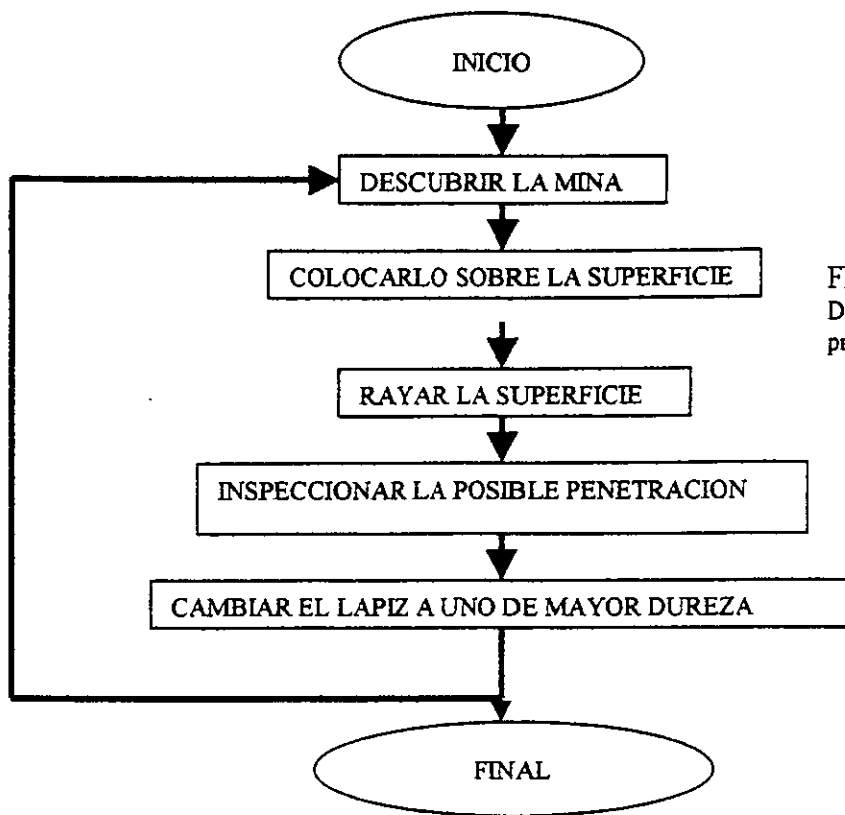 INICIO
DESCUBRIR LA MINA
COLOCARLO SOBRE LA SUPERFICIE
RAYAR LA SUPERFICIE
INSPECCIONAR LA POSIBLE PENETRACION
CAMBIAR EL LAPIZ A UNO DE MAYOR DUREZA
FINAL